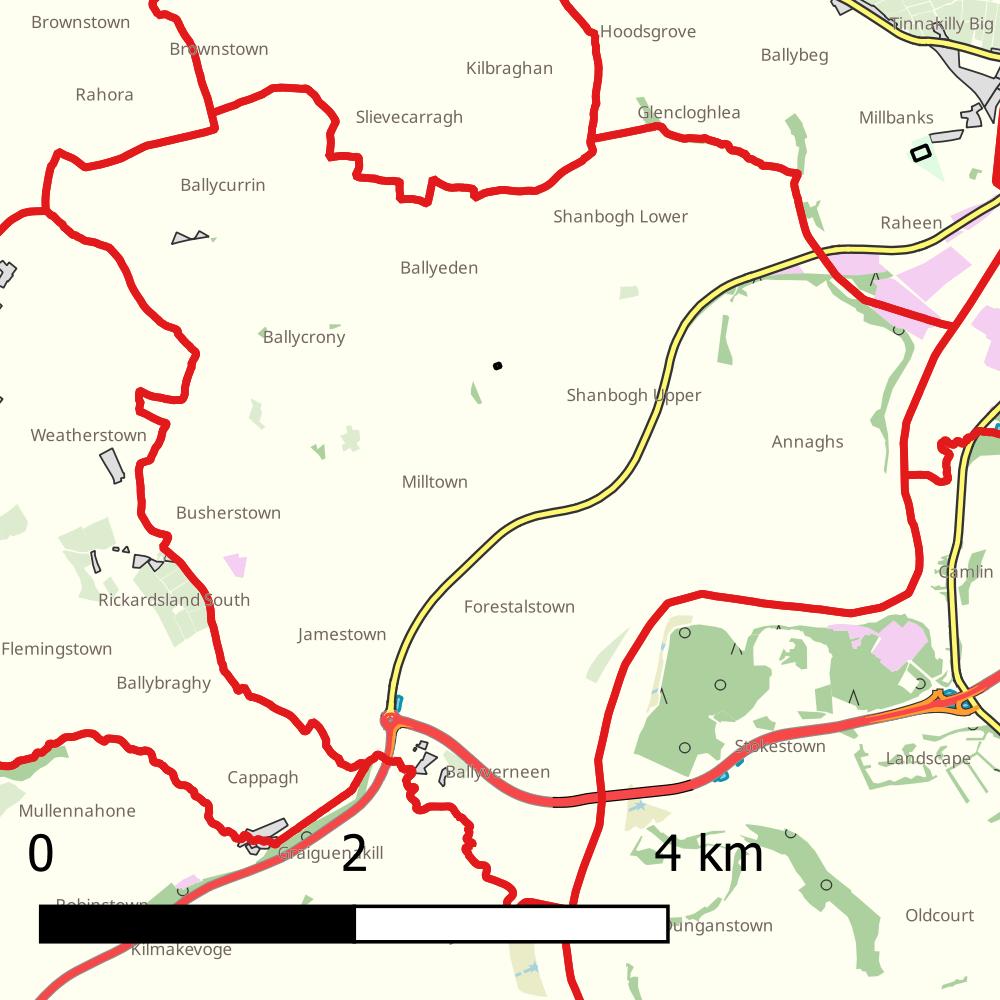 Brownstown
Tinnakilly Big
Hoodsgrove
Brownstown
Ballybeg
Kilbraghan
Rahora
Glencloghlea
Slievecarragh
Millbanks
Ballycurrin
Shanbogh Lower
Raheen
Ballyeden
Ballycrony
Shanbogh Upper
Weatherstown
Annaghs
Milltown
Busherstown
Camlin
Rickardsland South
Forestalstown
Jamestown
Flemingstown
Ballybraghy
Stokestown
Landscape
Ballyverneen
Cappagh
Mullennahone
0 2 4 km
Graiguenakill
Robinstown
Oldcourt
Dunganstown
Kilmakevoge